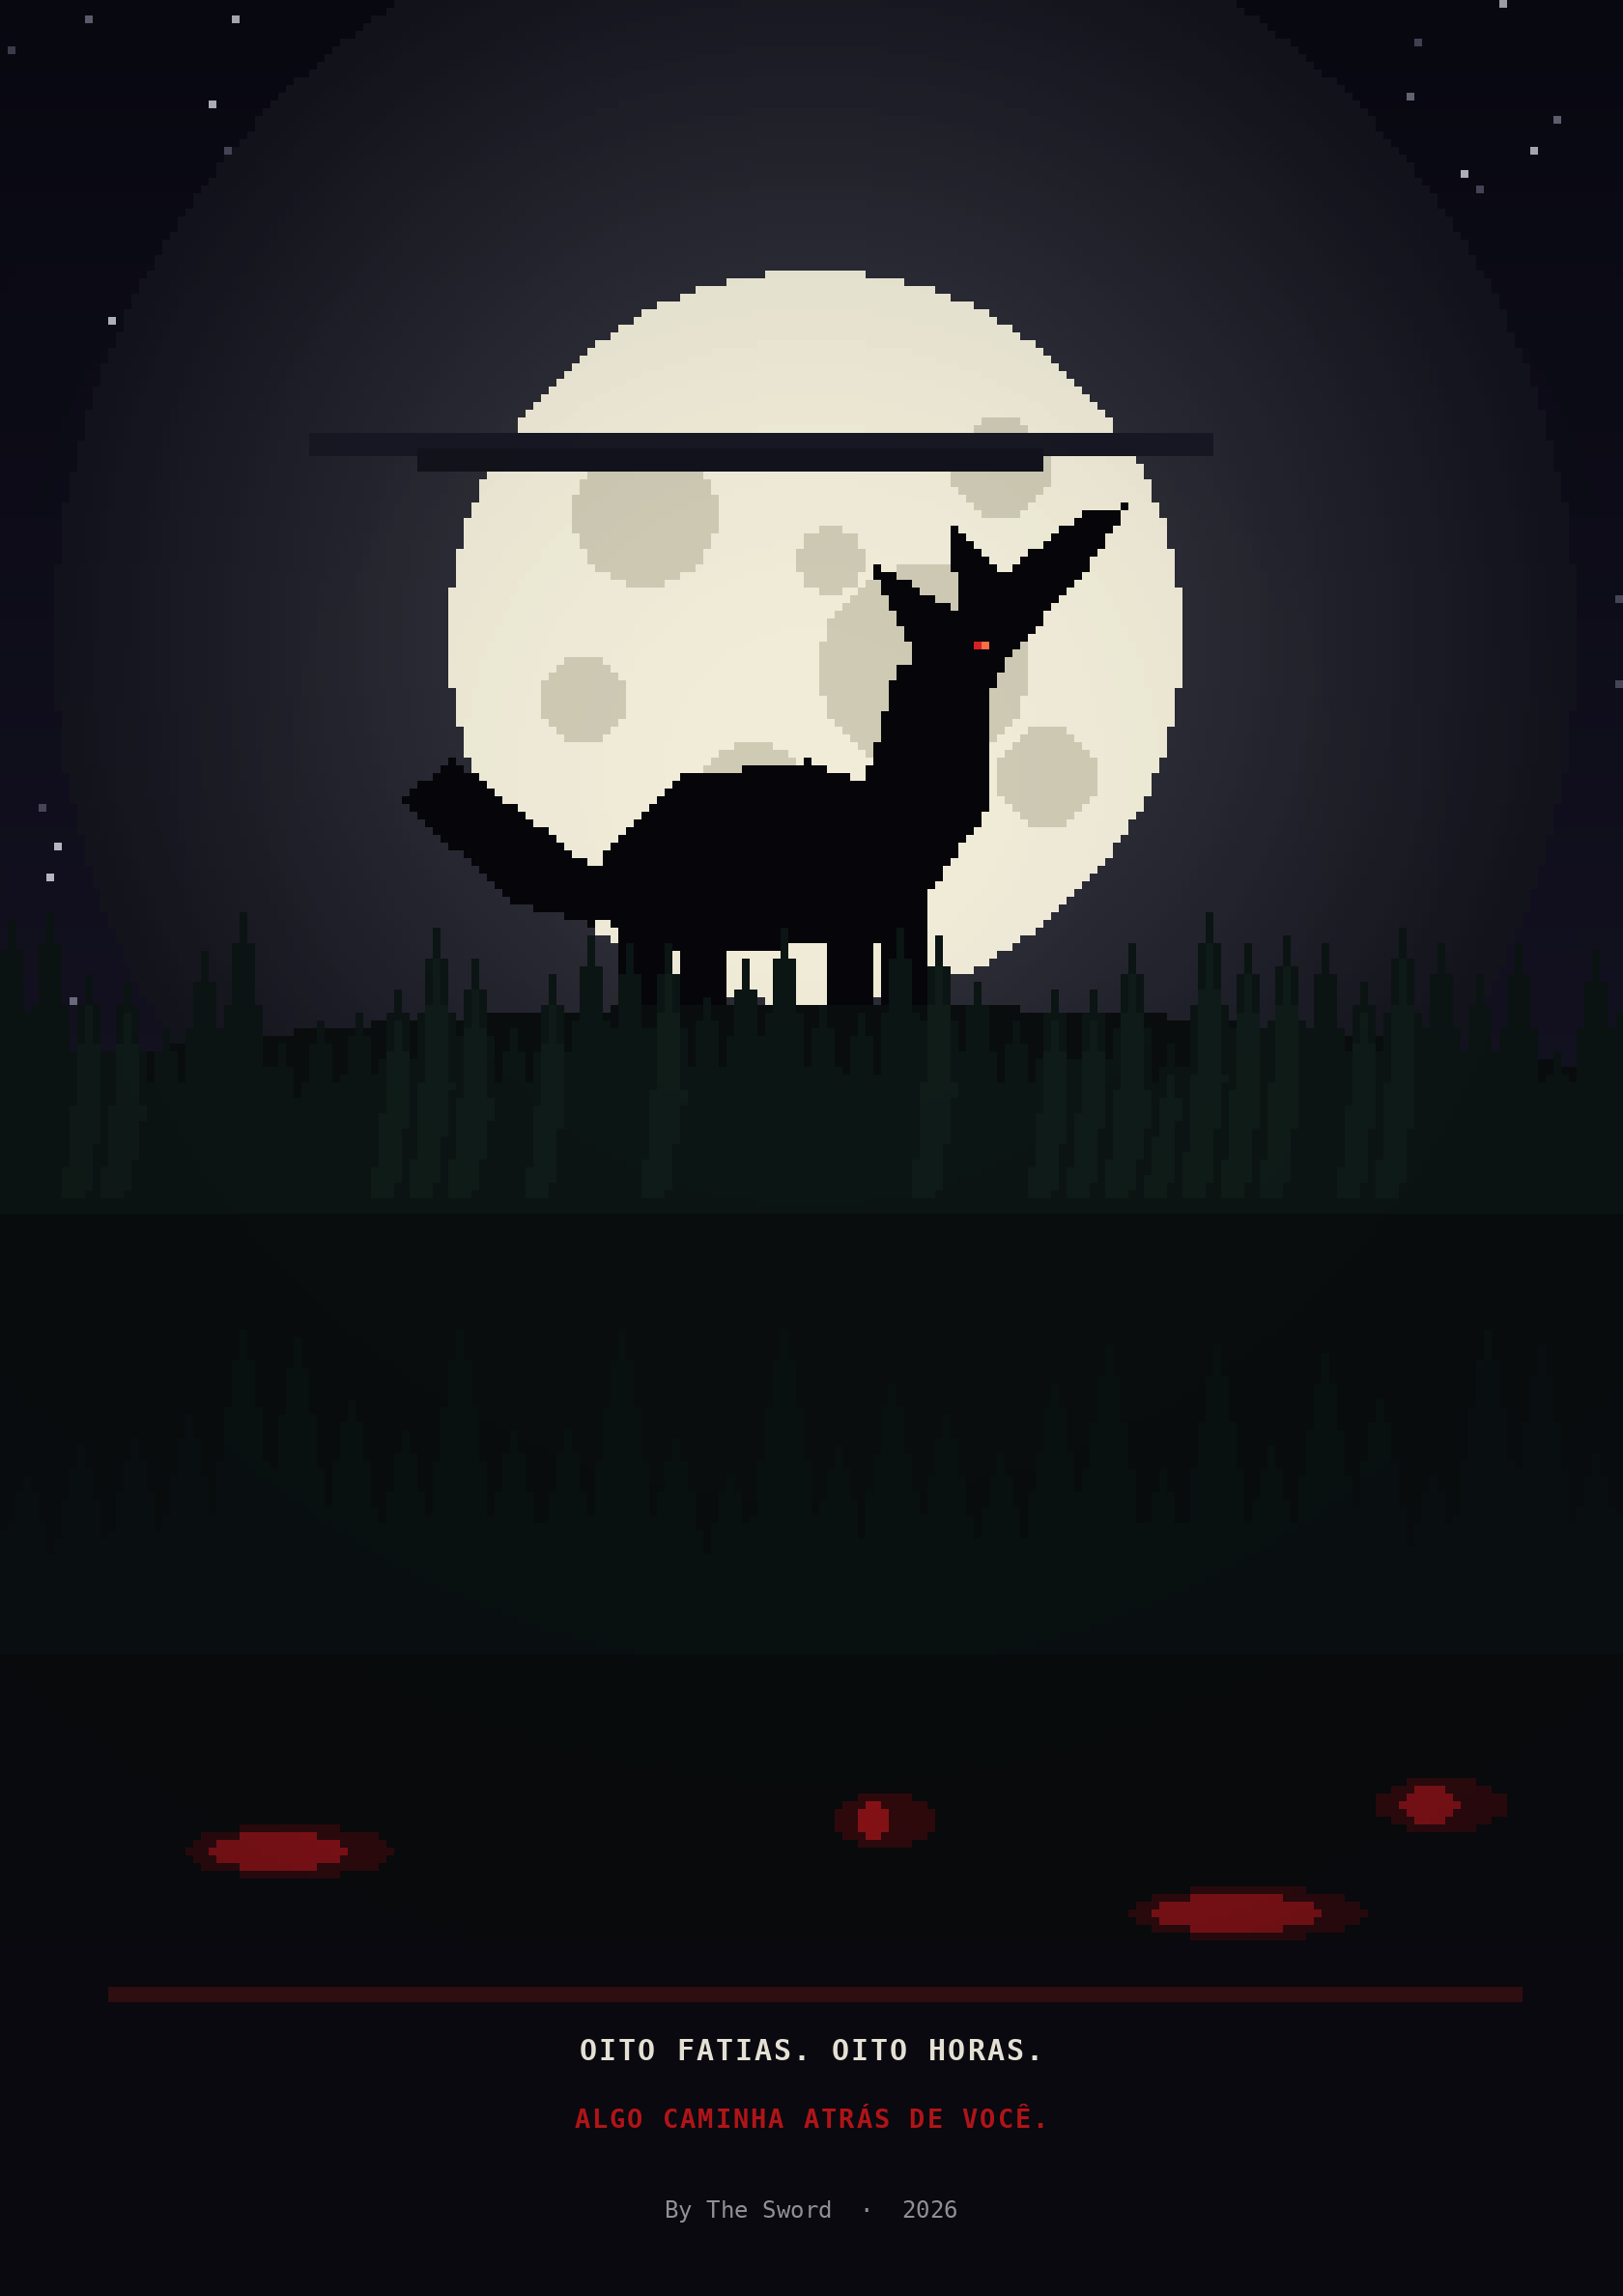 OITO FATIAS. OITO HORAS.
ALGO CAMINHA ATRÁS DE VOCÊ.
By The Sword · 2026